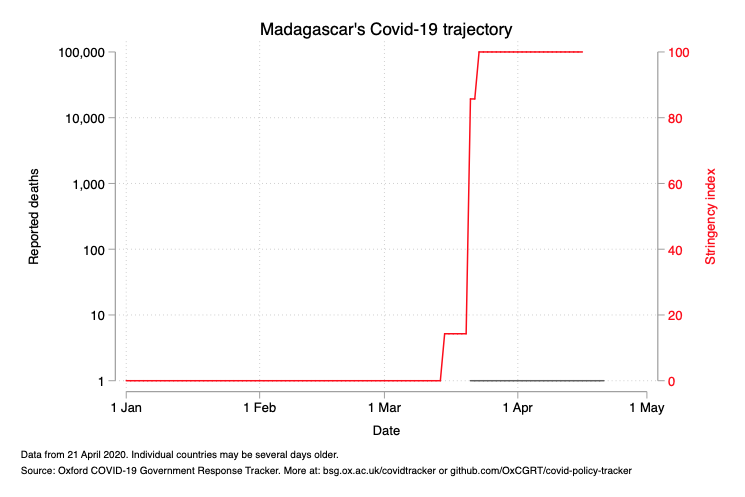 Madagascar's Covid-19 trajectory
100,000
10,000
1,000
100
10
1
Reported deaths
100
80
60
40
20
0
Stringency index
1 Jan 1 Feb 1 Mar 1 Apr 1 May
Date
Data from 21 April 2020. Individual countries may be several days older.
Source: Oxford COVID-19 Government Response Tracker. More at: bsg.ox.ac.uk/covidtracker or github.com/OxCGRT/covid-policy-tracker